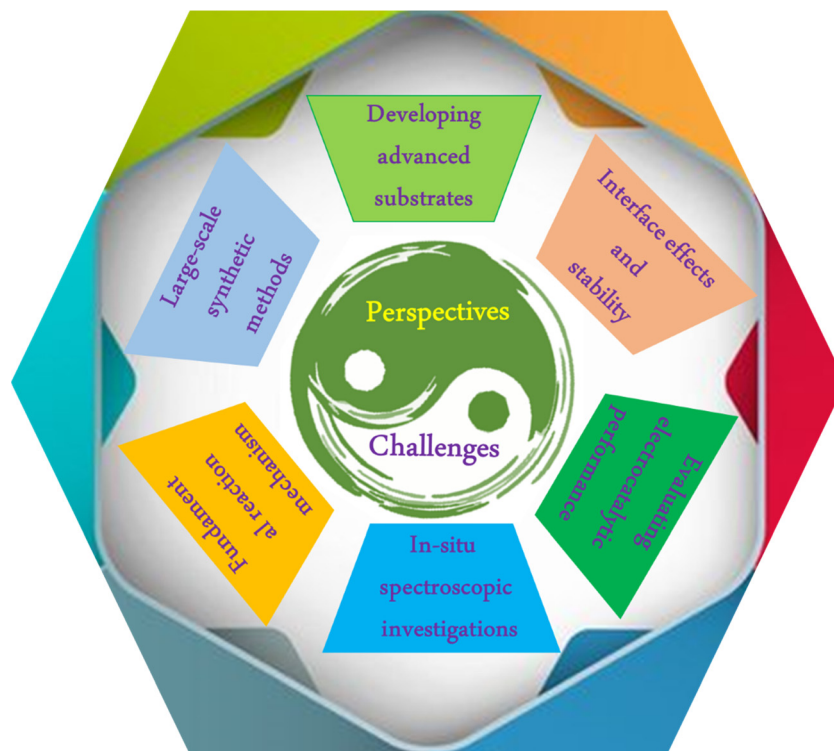 Developing
advanced
substrates
Interface effects
and
stability
Evaluating
electrocatalytic
performance
In-situ
spectroscopic
investigations
Fundament
al reaction
mechanism
Large-scale
synthetic
methods
Perspectives
Challenges